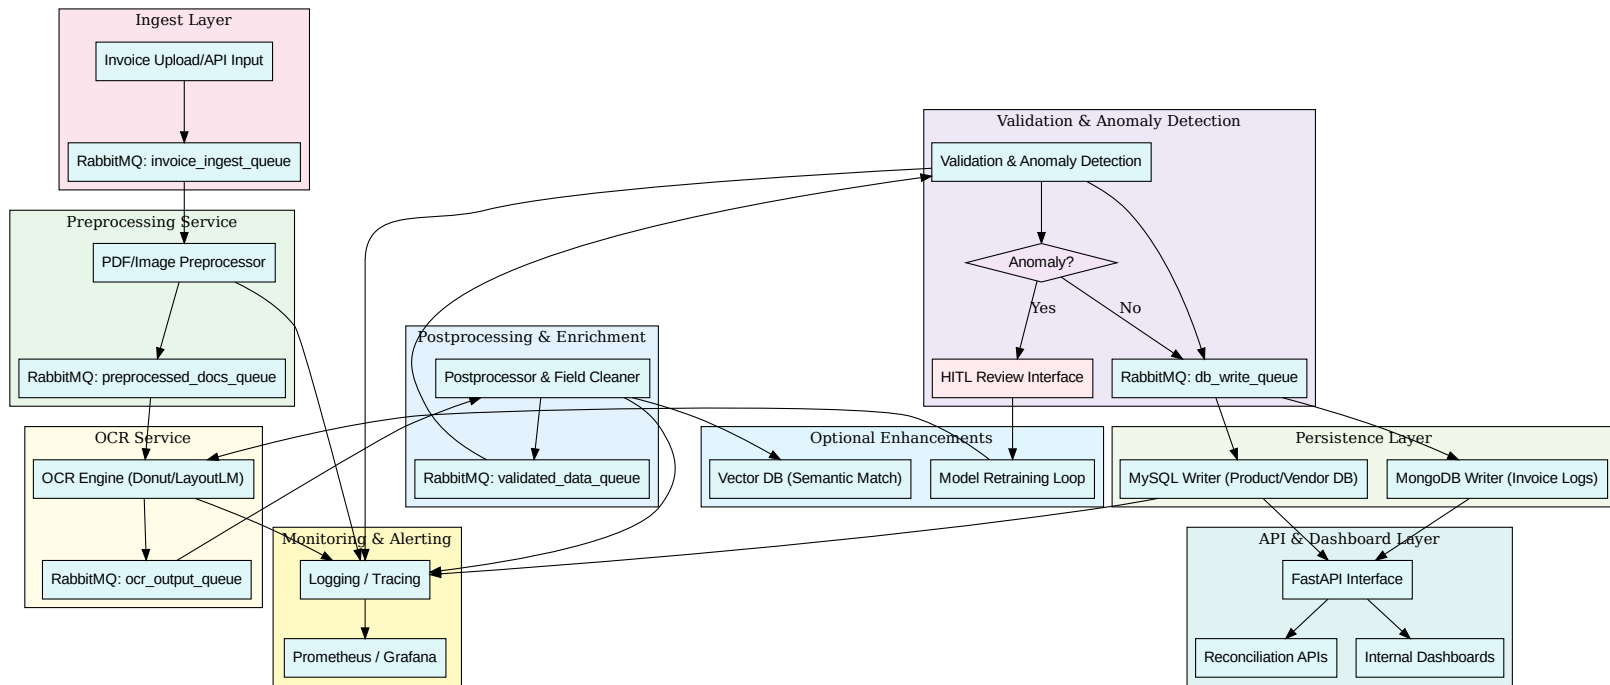 Ingest Layer
Invoice Upload/API Input
RabbitMQ: invoice_ingest_queue
Preprocessing Service
PDF/Image Preprocessor
RabbitMQ: preprocessed_docs_queue
OCR Service
OCR Engine (Donut/LayoutLM)
RabbitMQ: ocr_output_queue
Postprocessing & Enrichment
Postprocessor & Field Cleaner
RabbitMQ: validated_data_queue
Monitoring & Alerting
Logging / Tracing
Prometheus / Grafana
Validation & Anomaly Detection
Validation & Anomaly Detection
Anomaly?
Yes
No
HITL Review Interface
RabbitMQ: db_write_queue
Optional Enhancements
Vector DB (Semantic Match)
Model Retraining Loop
Persistence Layer
MySQL Writer (Product/Vendor DB)
MongoDB Writer (Invoice Logs)
API & Dashboard Layer
FastAPI Interface
Reconciliation APIs
Internal Dashboards